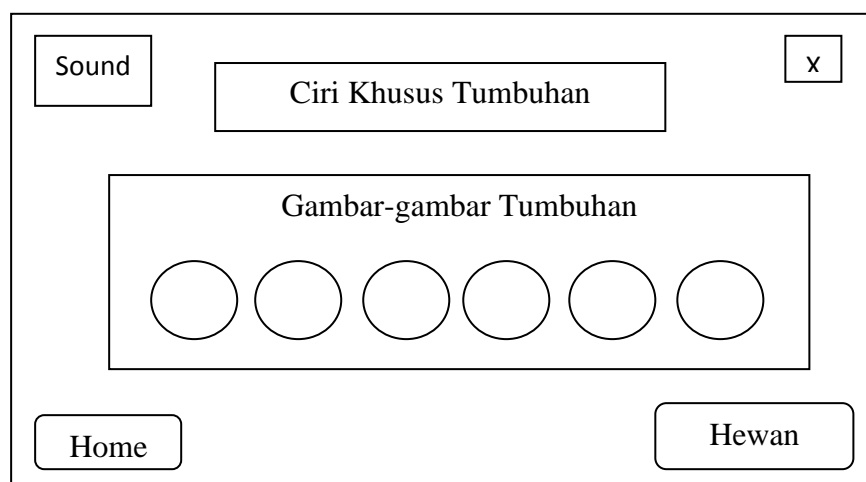 Sound
x
Ciri Khusus Tumbuhan
Gambar-gambar Tumbuhan
Home
Hewan